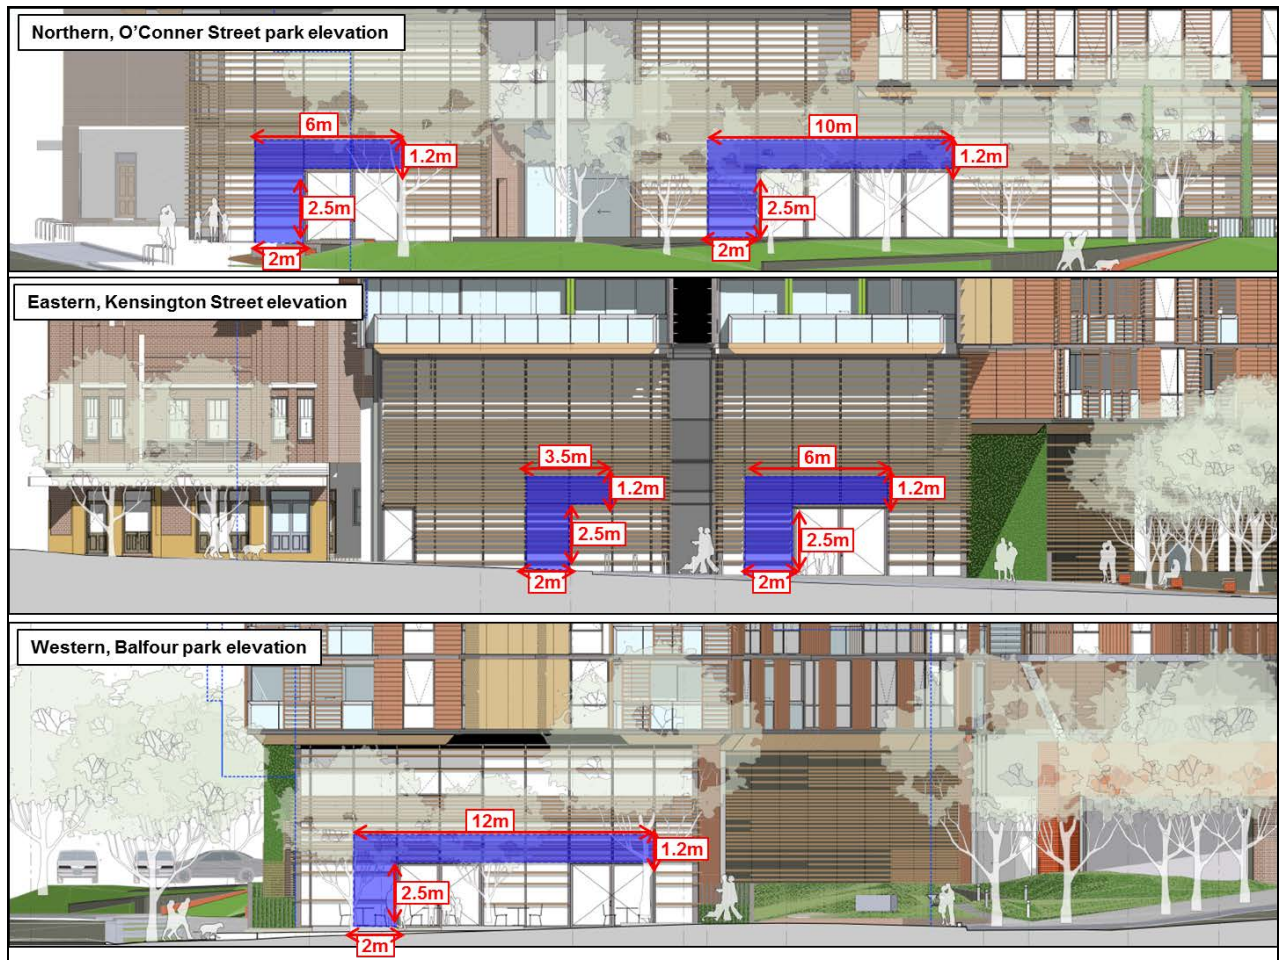 Northern, O'Conner Street park elevation
6m
1.2m
2.5m
2m
10m
1.2m
2.5m
2m
Eastern, Kensington Street elevation
3.5m
1.2m
2.5m
2m
6m
1.2m
2.5m
2m
Western, Balfour park elevation
12m
1.2m
2.5m
2m